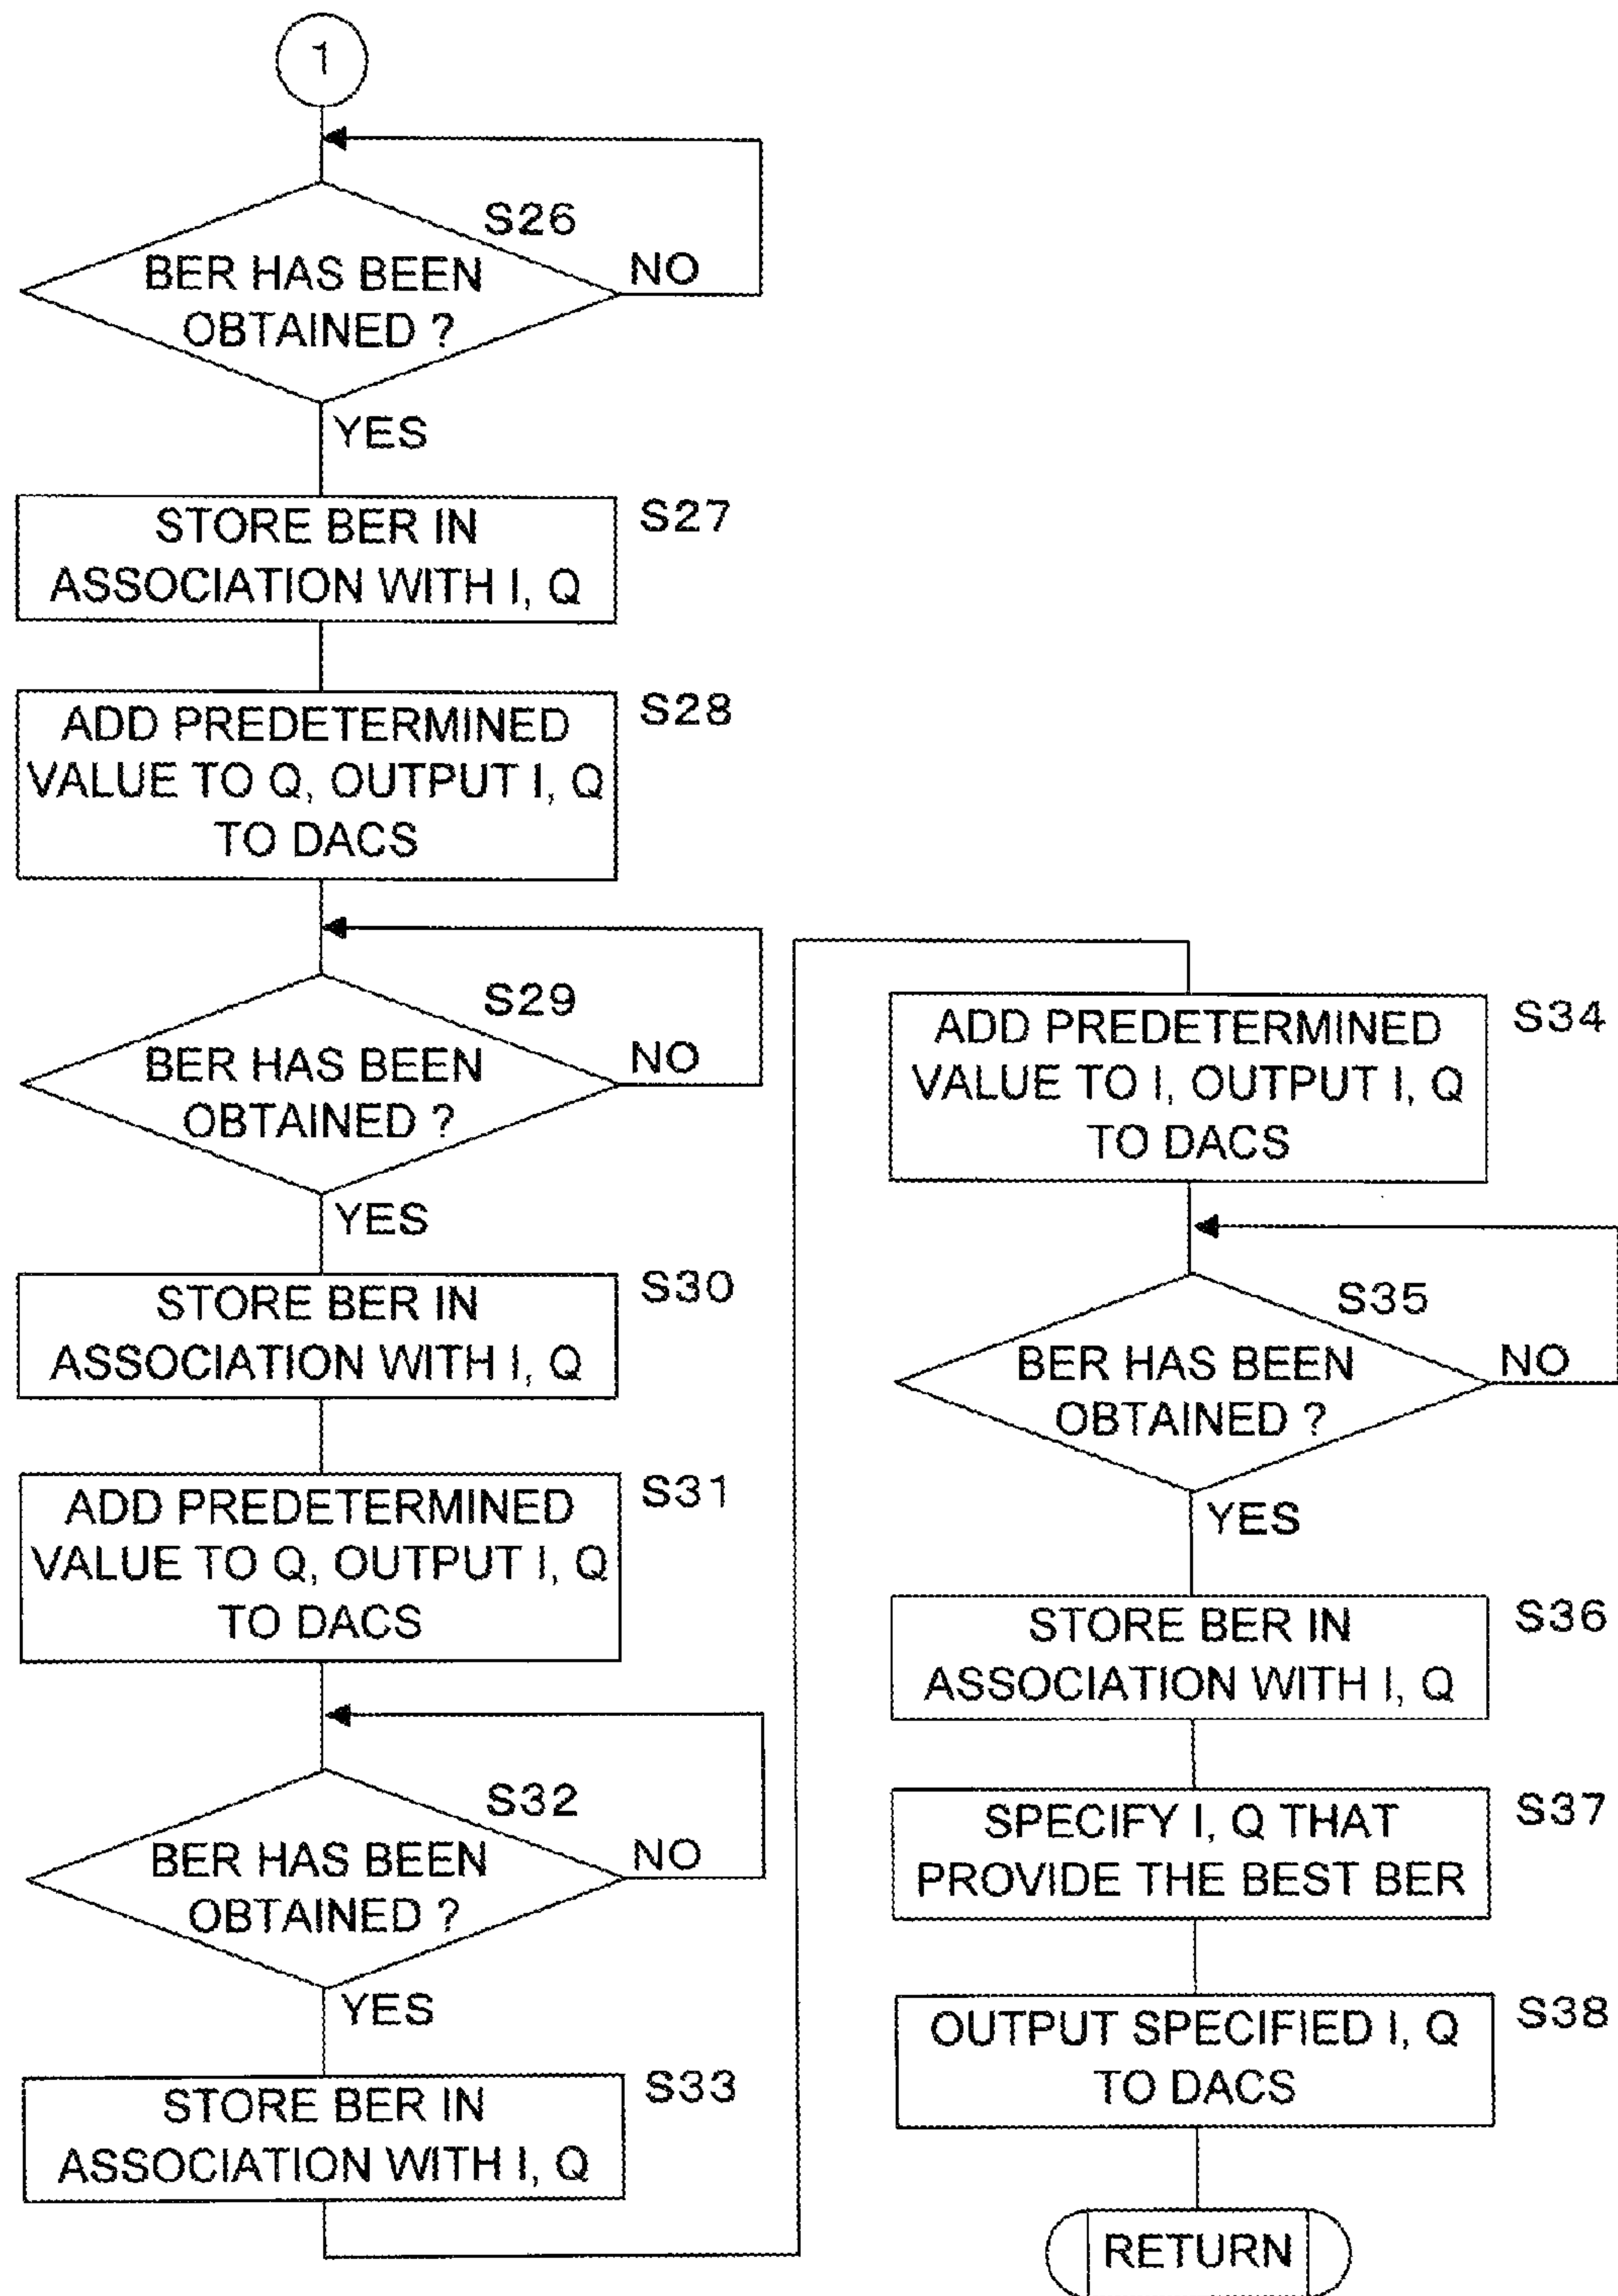 1
S26
BER HAS BEEN
OBTAINED ?
NO
YES
STORE BER IN
ASSOCIATION WITH I, Q
S27
ADD PREDETERMINED
VALUE TO Q, OUTPUT I, Q
TO DACS
S28
S29
BER HAS BEEN
OBTAINED ?
NO
YES
STORE BER IN
ASSOCIATION WITH I, Q
S30
ADD PREDETERMINED
VALUE TO Q, OUTPUT I, Q
TO DACS
S31
S32
BER HAS BEEN
OBTAINED ?
NO
YES
STORE BER IN
ASSOCIATION WITH I, Q
S33
ADD PREDETERMINED
VALUE TO I, OUTPUT I, Q
TO DACS
S34
S35
BER HAS BEEN
OBTAINED ?
NO
YES
STORE BER IN
ASSOCIATION WITH I, Q
S36
SPECIFY I, Q THAT
PROVIDE THE BEST BER
S37
OUTPUT SPECIFIED I, Q
TO DACS
S38
RETURN